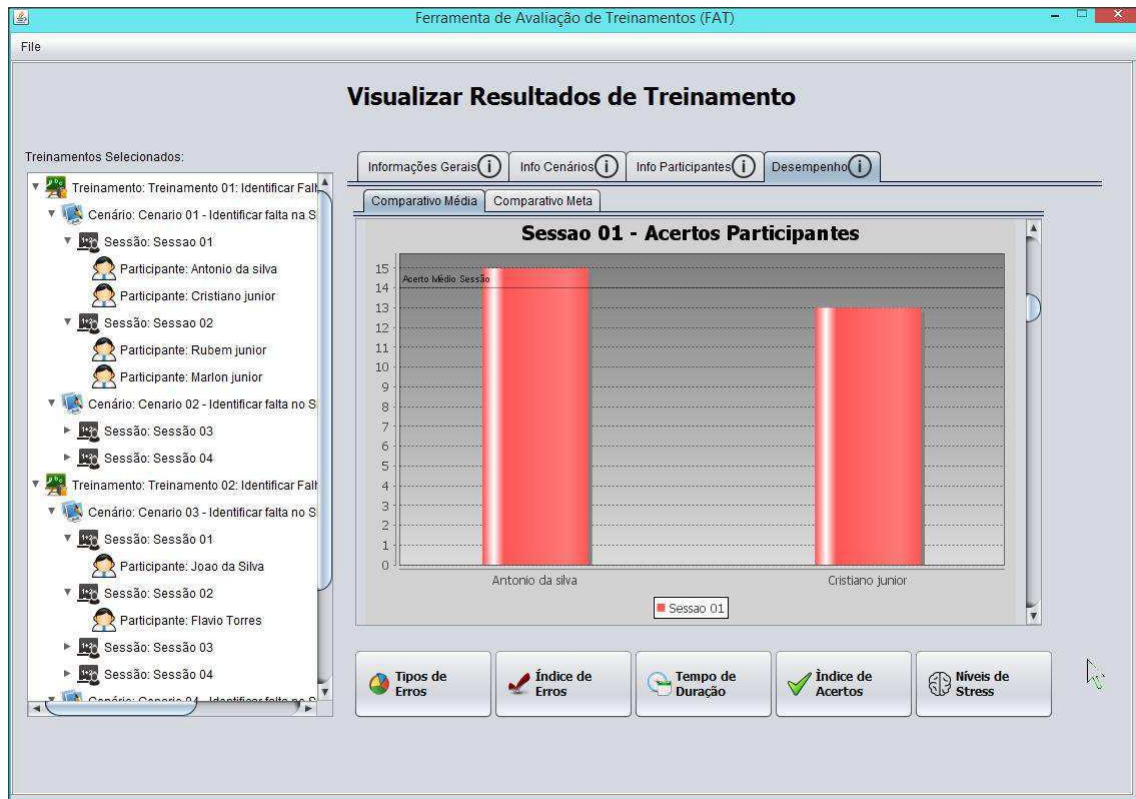 Ferramenta de Avaliação de Treinamentos (FAT)
File
Visualizar Resultados de Treinamento
Treinamentos Selecionados:
Treinamento: Treinamento 01: Identificar Falt
Cenário: Cenario 01 - Identificar falta na S
Sessão: Sessao 01
Participante: Antonio da silva
Participante: Cristiano junior
Sessão: Sessao 02
Participante: Rubem junior
Participante: Marlon junior
Cenário: Cenario 02 - Identificar falta no S
Sessão: Sessão 03
Sessão: Sessão 04
Treinamento: Treinamento 02: Identificar Falt
Cenário: Cenario 03 - Identificar falta no S
Sessão: Sessão 01
Participante: Joao da Silva
Sessão: Sessão 02
Participante: Flavio Torres
Sessão: Sessão 03
Sessão: Sessão 04
Cenário: Cenario 04 - Identificar falta no S
Informações Gerais Info Cenários Info Participantes Desempenho
Comparativo Média Comparativo Meta
Sessao 01 - Acertos Participantes
15
Acerto Médio Sessão
14
13
12
11
10
9
8
7
6
5
4
3
2
1
0
Antonio da silva Cristiano junior
Sessao 01
Tipos de Erros
Índice de Erros
Tempo de Duração
Ìndice de Acertos
Níveis de Stress